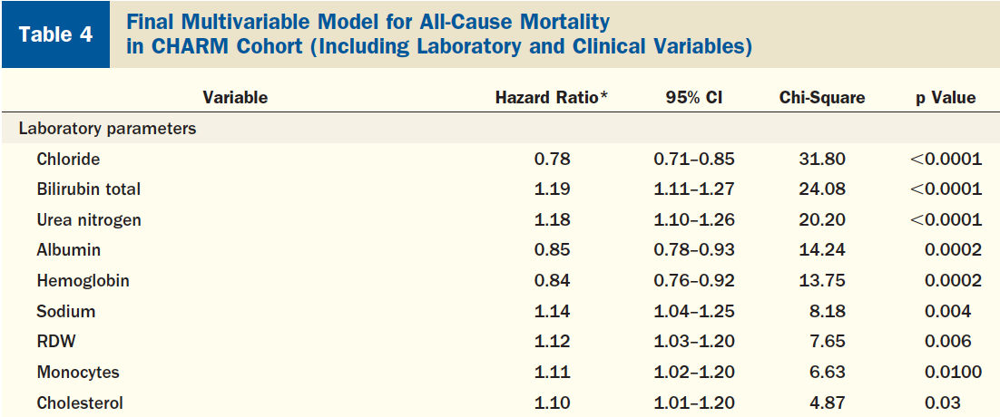 Table 4
Final Multivariable Model for All-Cause Mortality
in CHARM Cohort (Including Laboratory and Clinical Variables)
Variable Hazard Ratio* 95% CI Chi-Square p Value
Laboratory parameters
Chloride 0.78 0.71–0.85 31.80 <0.0001
Bilirubin total 1.19 1.11–1.27 24.08 <0.0001
Urea nitrogen 1.18 1.10–1.26 20.20 <0.0001
Albumin 0.85 0.78–0.93 14.24 0.0002
Hemoglobin 0.84 0.76–0.92 13.75 0.0002
Sodium 1.14 1.04–1.25 8.18 0.004
RDW 1.12 1.03–1.20 7.65 0.006
Monocytes 1.11 1.02–1.20 6.63 0.0100
Cholesterol 1.10 1.01–1.20 4.87 0.03